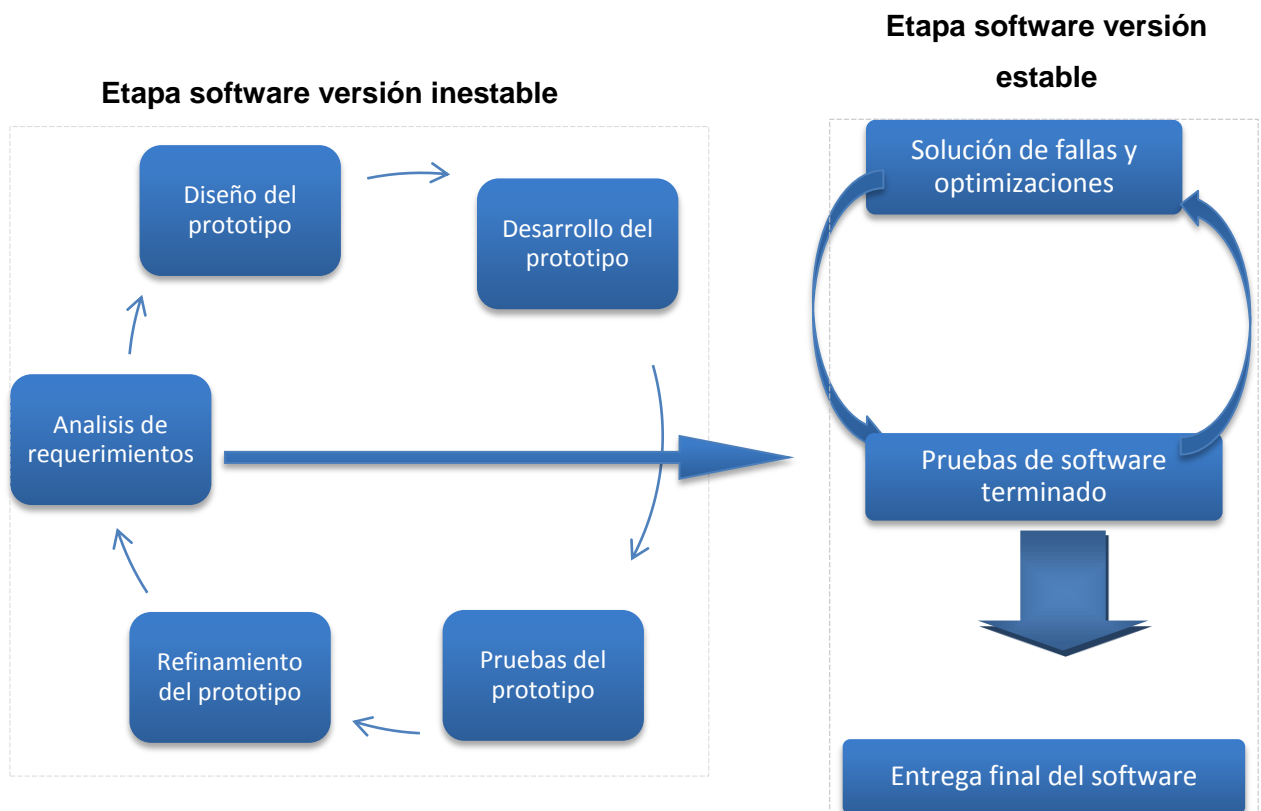 Etapa software versión inestable
Diseño del
prototipo
Desarrollo del
prototipo
Analisis de
requerimientos
Refinamiento
del prototipo
Pruebas del
prototipo
Etapa software versión
estable
Solución de fallas y
optimizaciones
Pruebas de software
terminado
Entrega final del software